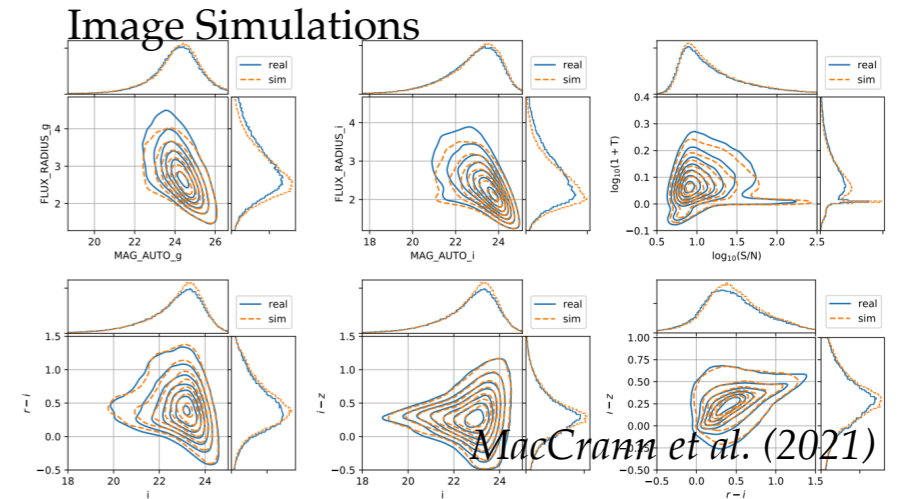 Image Simulations
real
sim
real
sim
real
sim
FLUX_RADIUS_g
4
3
2
20 22 24 26
MAG_AUTO_g
FLUX_RADIUS_i
4
3
2
18 20 22 24
MAG_AUTO_i
log₁₀(1 + T)
0.4
0.3
0.2
0.1
0.0
−0.1
0.5 1.0 1.5 2.0 2.5
log₁₀(S/N)
real
sim
real
sim
real
sim
r − i
1.5
1.0
0.5
0.0
−0.5
18 20 22 24
i
i − z
1.5
1.0
0.5
0.0
−0.5
18 20 22 24
i
i − z
1.00
0.75
0.50
0.25
0.00
−0.50
−0.5 0.0 0.5 1.0 1.5
r − i
MacCrann et al. (2021)